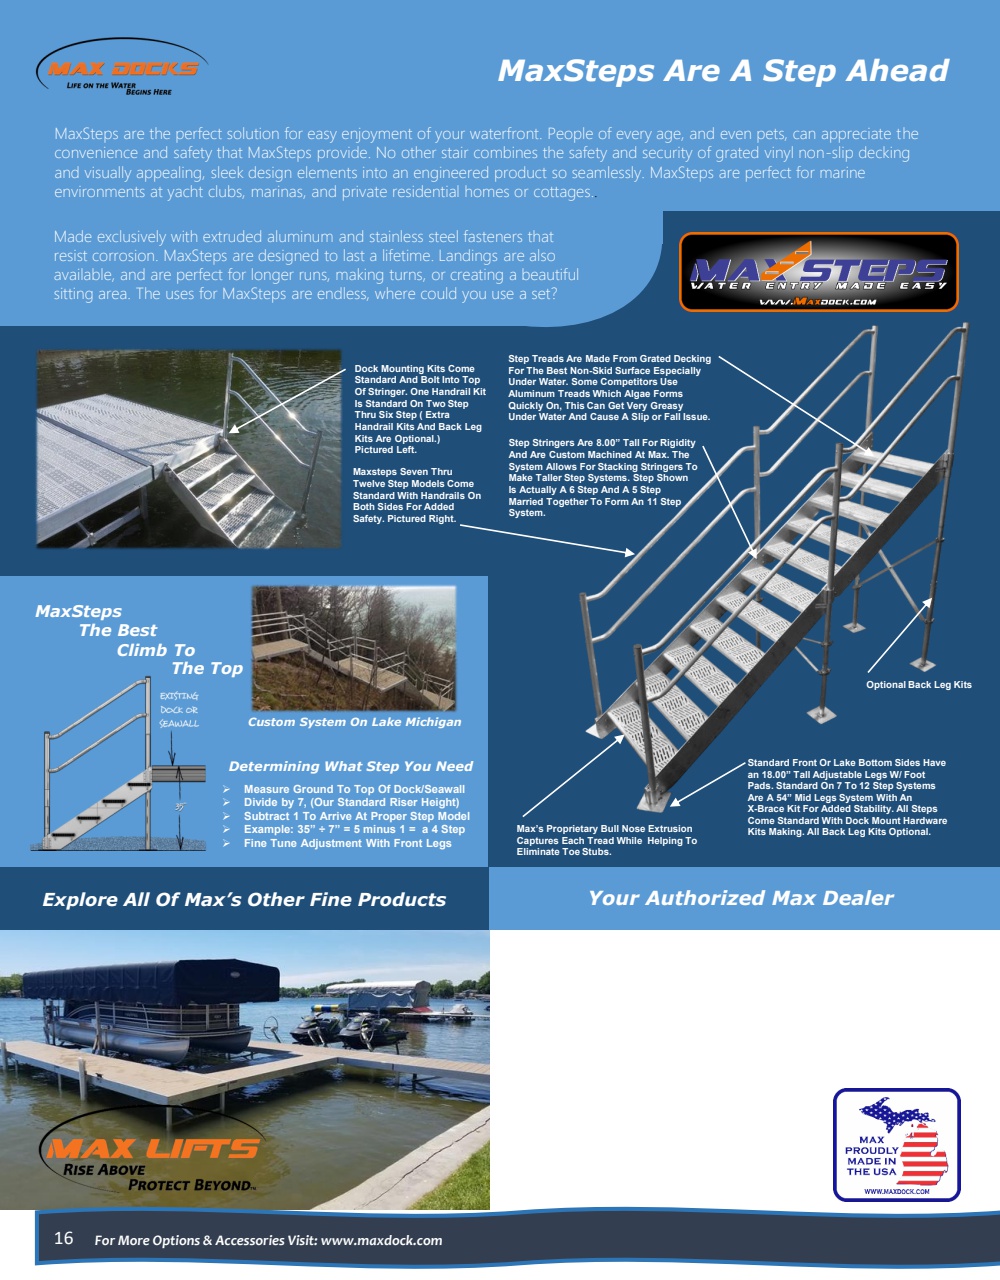 MAX DOCKS
LIFE ON THE WATER
BEGINS HERE
MaxSteps Are A Step Ahead
MaxSteps are the perfect solution for easy enjoyment of your waterfront. People of every age, and even pets, can appreciate the
convenience and safety that MaxSteps provide. No other stair combines the safety and security of grated vinyl non-slip decking
and visually appealing, sleek design elements into an engineered product so seamlessly. MaxSteps are perfect for marine
environments at yacht clubs, marinas, and private residential homes or cottages..
Made exclusively with extruded aluminum and stainless steel fasteners that
resist corrosion. MaxSteps are designed to last a lifetime. Landings are also
available, and are perfect for longer runs, making turns, or creating a beautiful
sitting area. The uses for MaxSteps are endless, where could you use a set?
MAXSTEPS
WATER ENTRY MADE EASY
WWW.MAXDOCK.COM
Dock Mounting Kits Come
Standard And Bolt Into Top
Of Stringer. One Handrail Kit
Is Standard On Two Step
Thru Six Step ( Extra
Handrail Kits And Back Leg
Kits Are Optional.)
Pictured Left.
Maxsteps Seven Thru
Twelve Step Models Come
Standard With Handrails On
Both Sides For Added
Safety. Pictured Right.
Step Treads Are Made From Grated Decking
For The Best Non-Skid Surface Especially
Under Water. Some Competitors Use
Aluminum Treads Which Algae Forms
Quickly On, This Can Get Very Greasy
Under Water And Cause A Slip or Fall Issue.
Step Stringers Are 8.00” Tall For Rigidity
And Are Custom Machined At Max. The
System Allows For Stacking Stringers To
Make Taller Step Systems. Step Shown
Is Actually A 6 Step And A 5 Step
Married Together To Form An 11 Step
System.
Optional Back Leg Kits
Standard Front Or Lake Bottom Sides Have
an 18.00” Tall Adjustable Legs W/ Foot
Pads. Standard On 7 To 12 Step Systems
Are A 54” Mid Legs System With An
X-Brace Kit For Added Stability. All Steps
Come Standard With Dock Mount Hardware
Kits Making. All Back Leg Kits Optional.
Max's Proprietary Bull Nose Extrusion
Captures Each Tread While Helping To
Eliminate Toe Stubs.
MaxSteps
The Best
Climb To
The Top
EXISTING
DOCK OR
SEAWALL
35"
Custom System On Lake Michigan
Determining What Step You Need
➢ Measure Ground To Top Of Dock/Seawall
➢ Divide by 7, (Our Standard Riser Height)
➢ Subtract 1 To Arrive At Proper Step Model
➢ Example: 35” ÷ 7” = 5 minus 1 = a 4 Step
➢ Fine Tune Adjustment With Front Legs
Explore All Of Max’s Other Fine Products
Your Authorized Max Dealer
MAX LIFTS
RISE ABOVE
PROTECT BEYOND™
MAX
PROUDLY
MADE IN
THE USA
WWW.MAXDOCK.COM
16 For More Options & Accessories Visit: www.maxdock.com